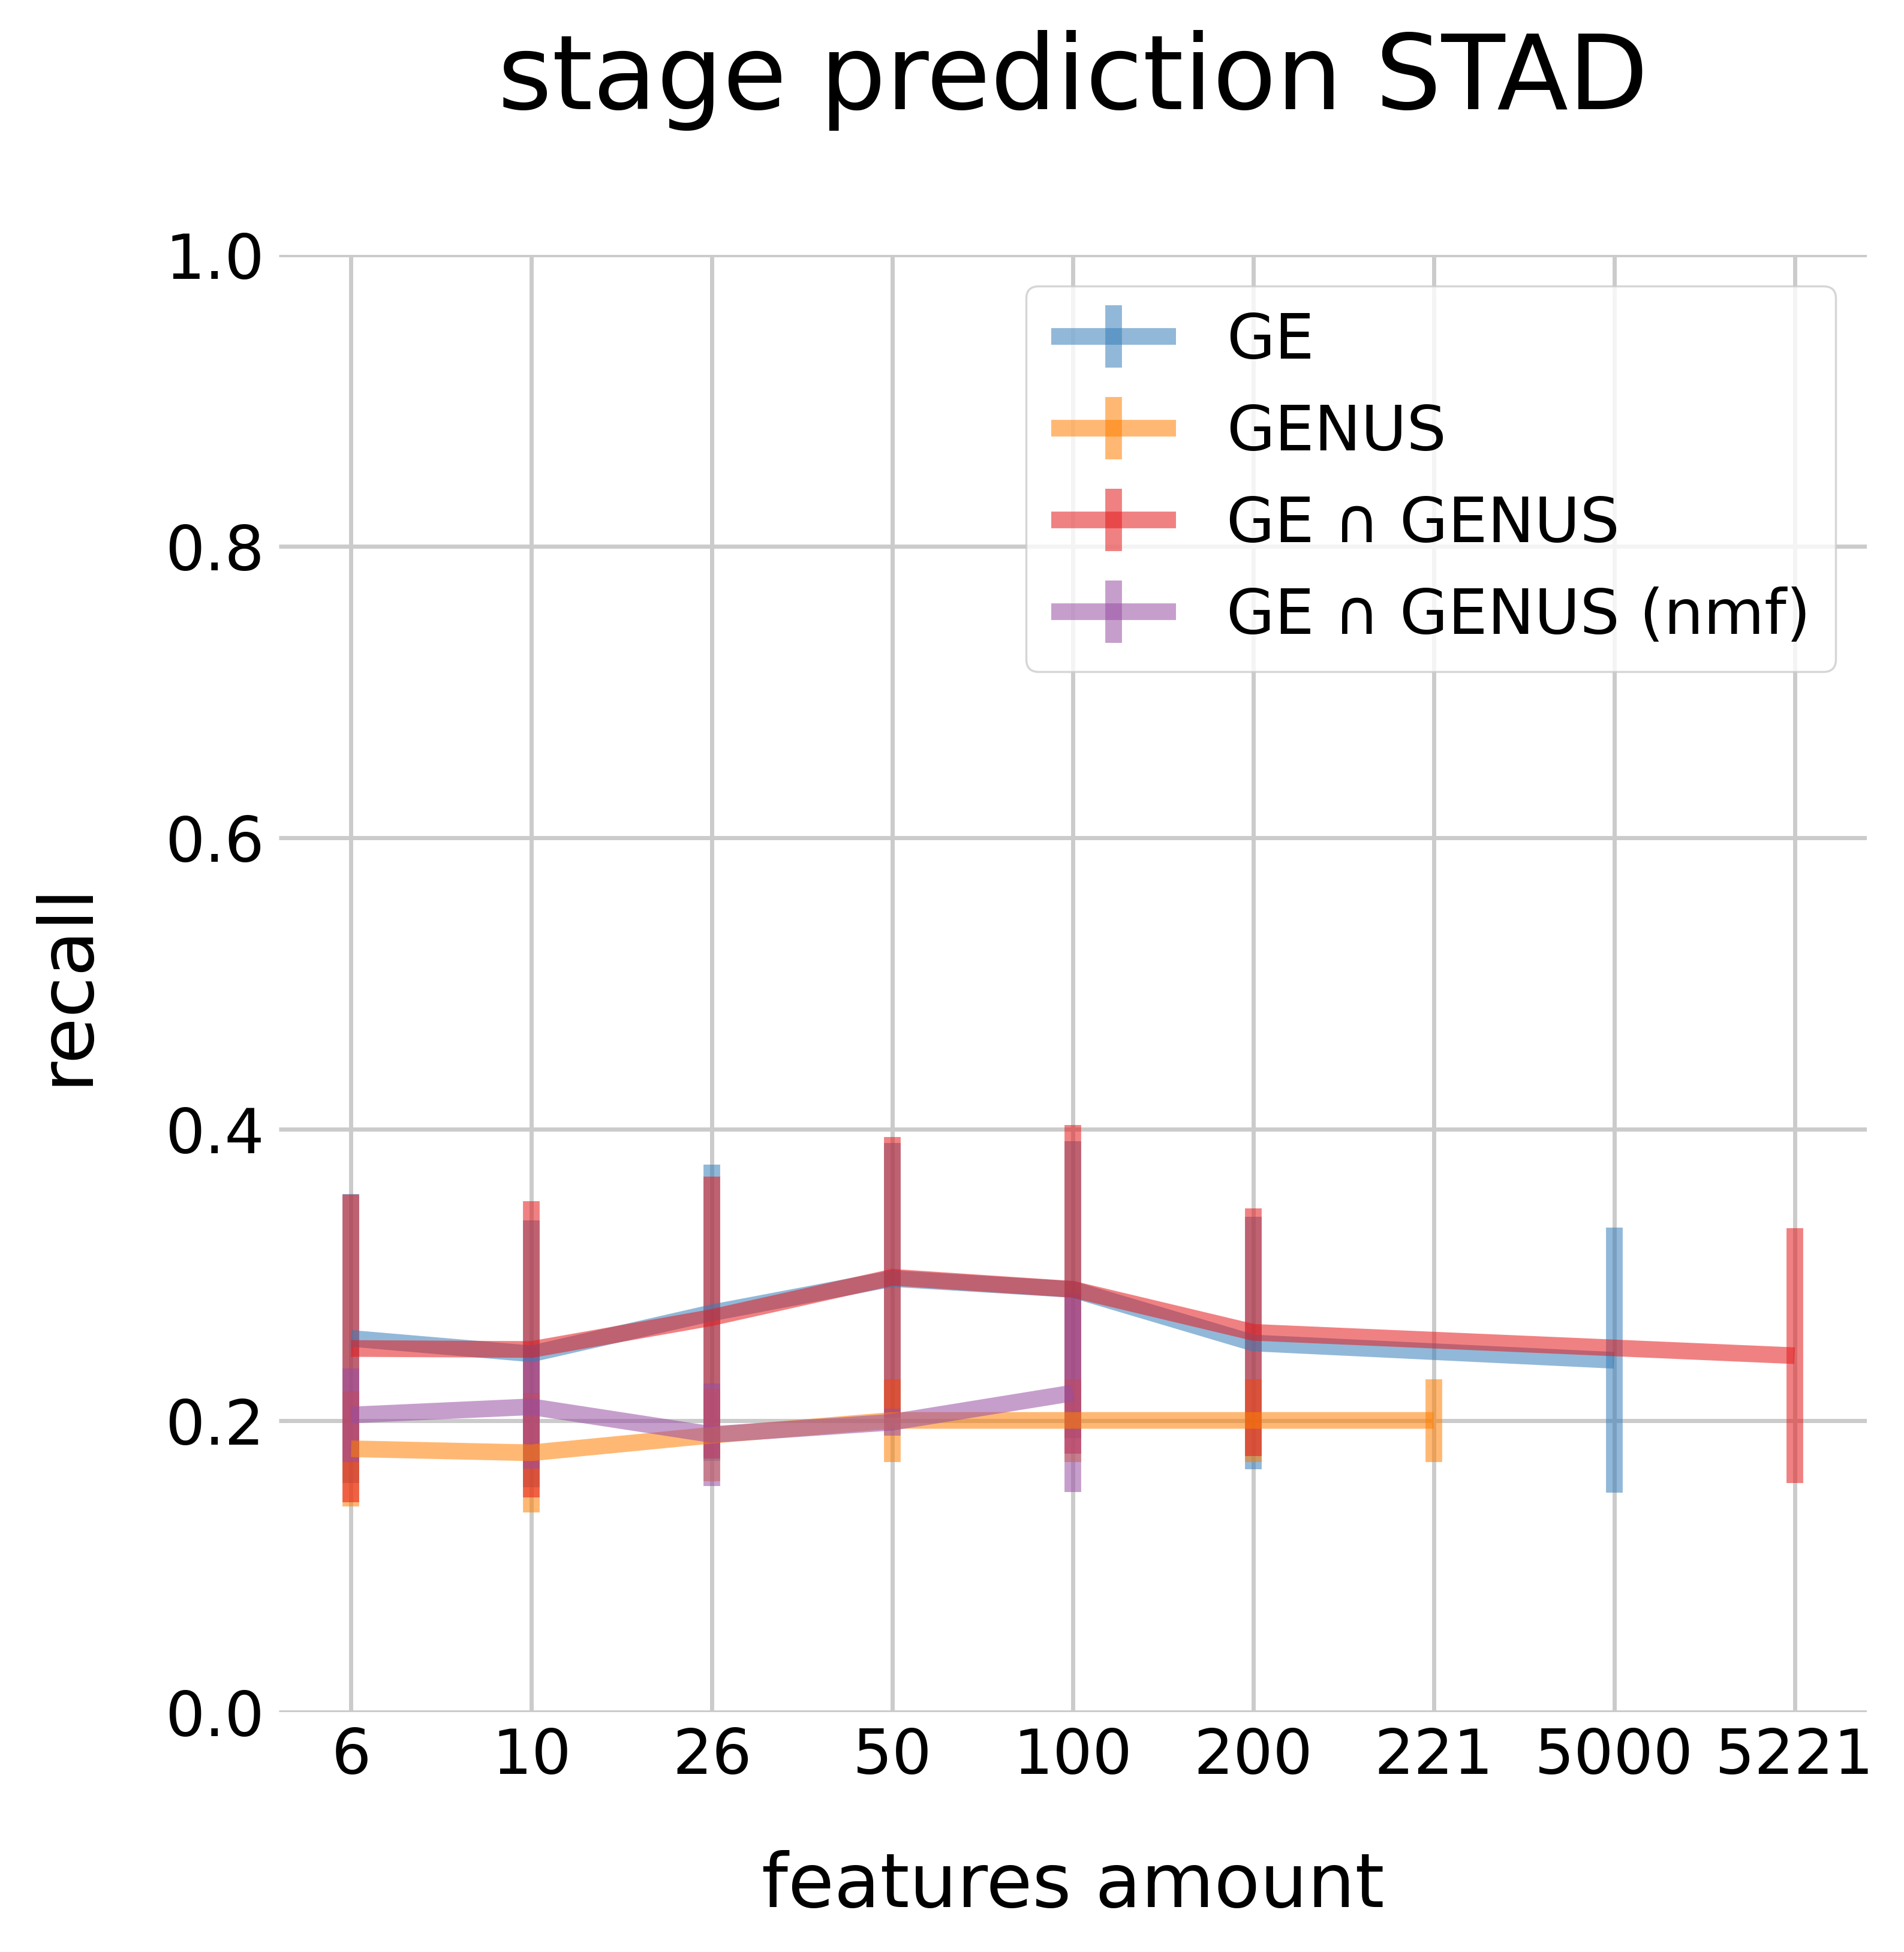 stage prediction STAD
1.0
0.8
0.6
0.4
0.2
0.0
recall
GE
GENUS
GE ∩ GENUS
GE ∩ GENUS (nmf)
6 10 26 50 100 200 221 5000 5221
features amount